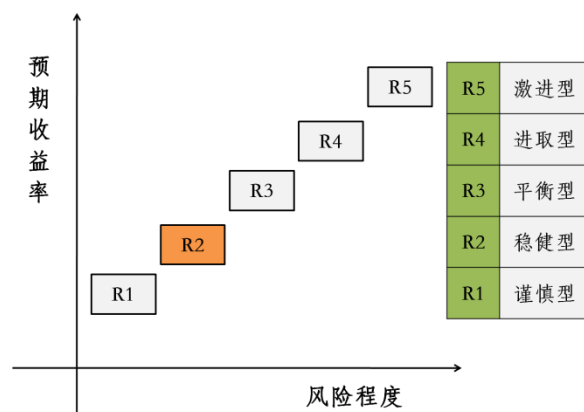 预期收益率
R5
R4
R3
R2
R1
风险程度
R5 激进型
R4 进取型
R3 平衡型
R2 稳健型
R1 谨慎型